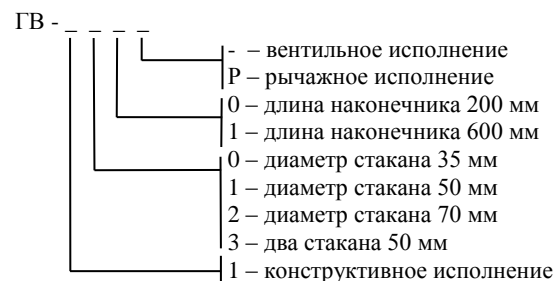 ГВ - _ _ _ _
- – вентильное исполнение
Р – рычажное исполнение
0 – длина наконечника 200 мм
1 – длина наконечника 600 мм
0 – диаметр стакана 35 мм
1 – диаметр стакана 50 мм
2 – диаметр стакана 70 мм
3 – два стакана 50 мм
1 – конструктивное исполнение